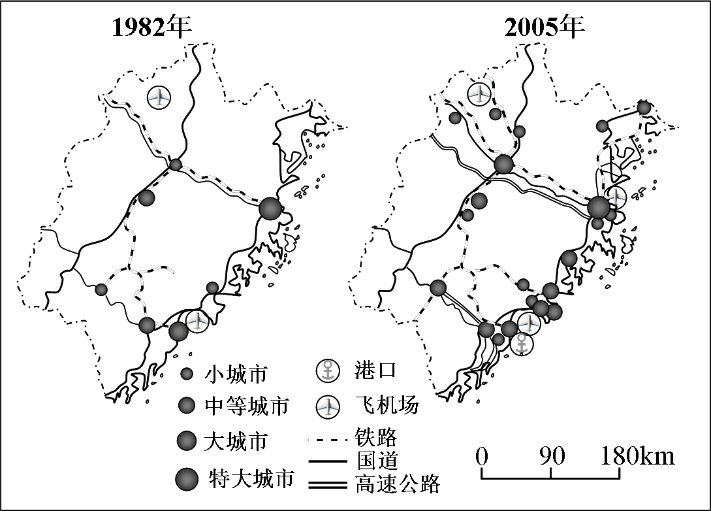 1982年
2005年
小城市
中等城市
大城市
特大城市
港口
飞机场
铁路
国道
高速公路
0 90 180km